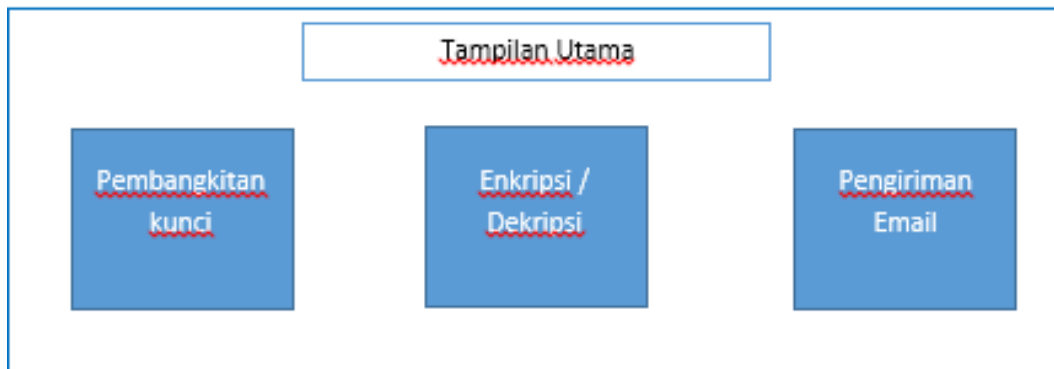 Tampilan Utama
Pembangkitan
kunci
Enkripsi /
Dekripsi
Pengiriman
Email